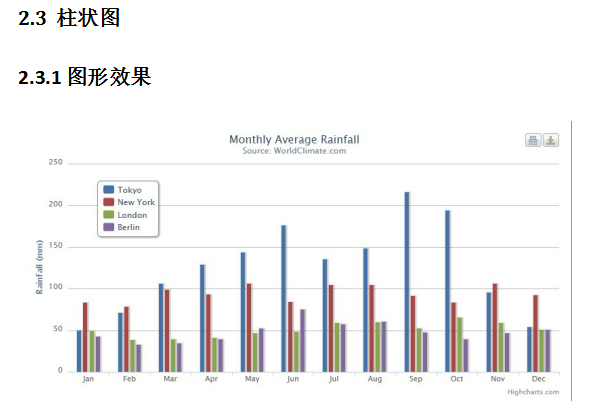 2.3 柱状图
2.3.1 图形效果
Monthly Average Rainfall
Source: WorldClimate.com
250
200
150
100
50
0
Rainfall (mm)
Tokyo
New York
London
Berlin
Jan Feb Mar Apr May Jun Jul Aug Sep Oct Nov Dec
Highcharts.com